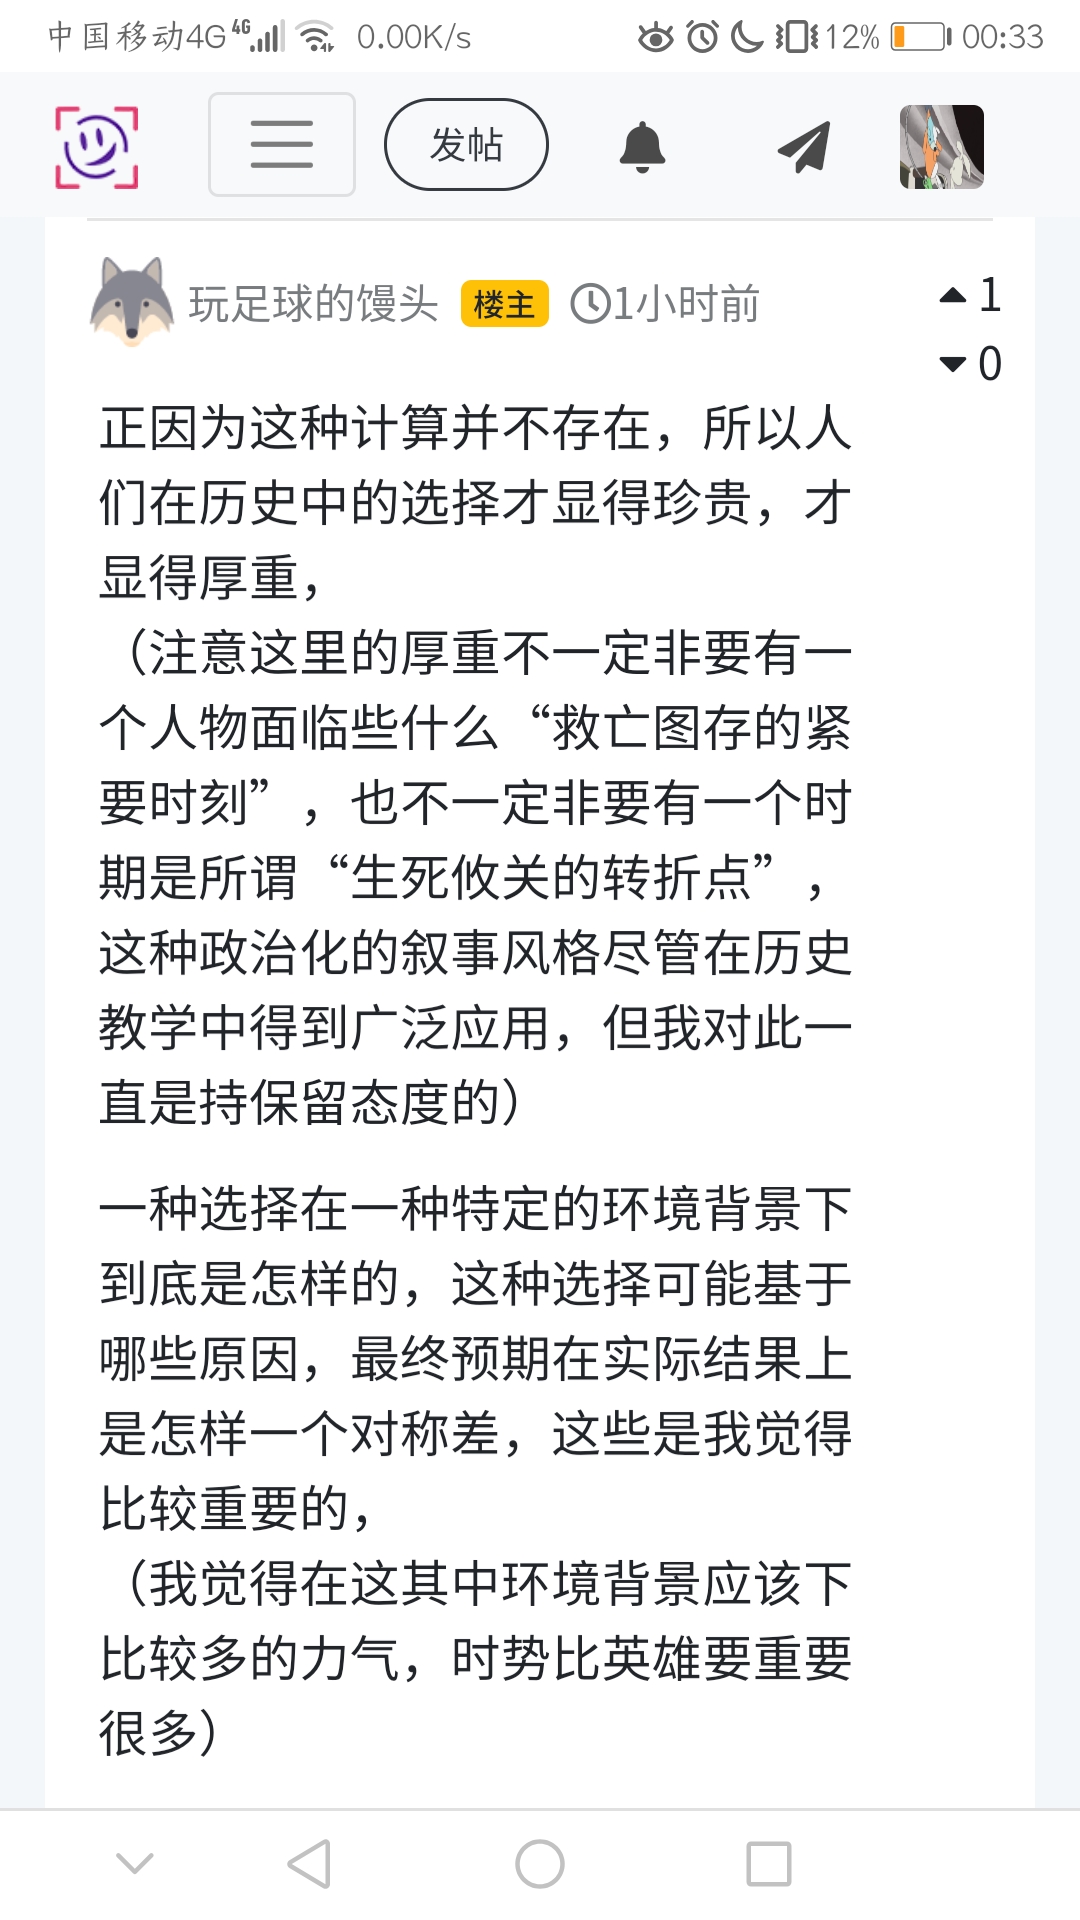 中国移动4G 4G 0.00K/s 12% 00:33
发帖
玩足球的馒头 楼主 1小时前 1
0
正因为这种计算并不存在，所以人
们在历史中的选择才显得珍贵，才
显得厚重，
（注意这里的厚重不一定非要有一
个人物面临些什么“救亡图存的紧
要时刻”，也不一定非要有一个时
期是所谓“生死攸关的转折点”，
这种政治化的叙事风格尽管在历史
教学中得到广泛应用，但我对此一
直是持保留态度的）
一种选择在一种特定的环境背景下
到底是怎样的，这种选择可能基于
哪些原因，最终预期在实际结果上
是怎样一个对称差，这些是我觉得
比较重要的，
（我觉得在这其中环境背景应该下
比较多的力气，时势比英雄要重要
很多）